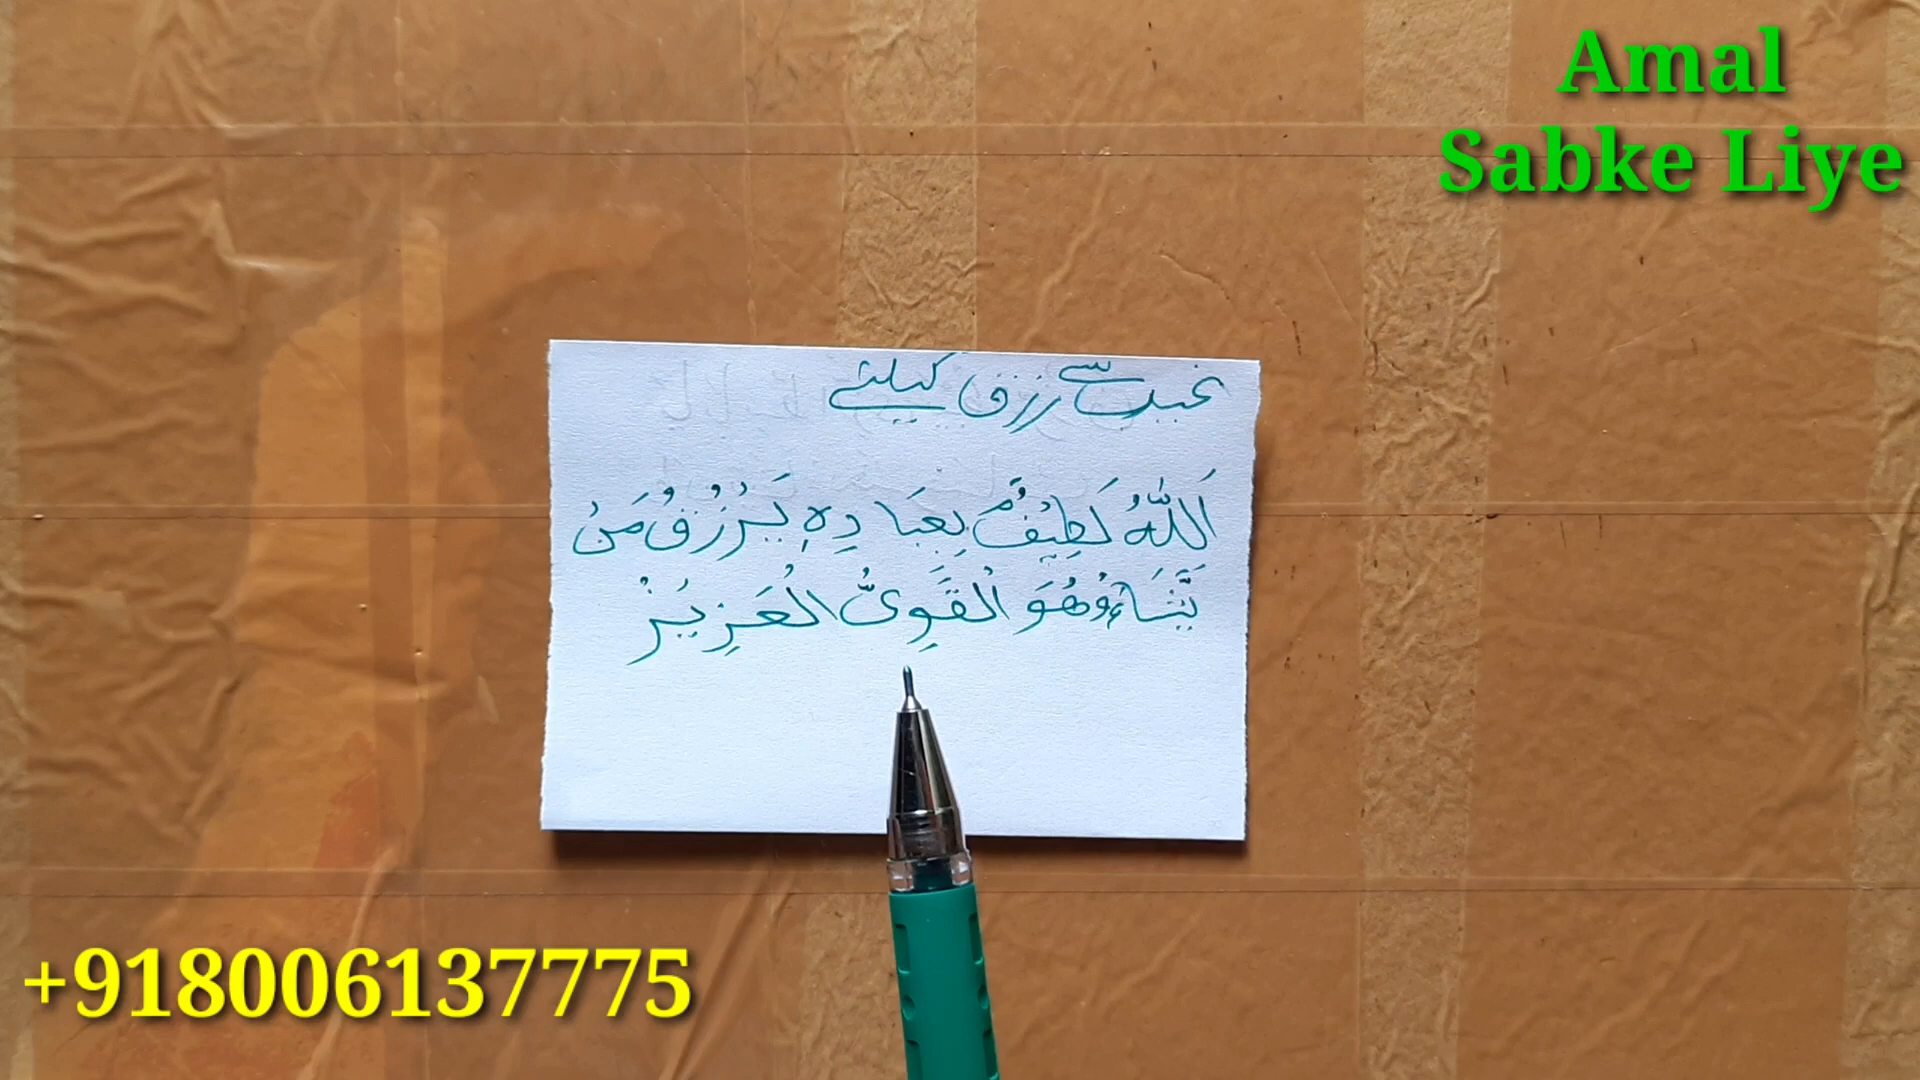 Amal
Sabke Liye
غیب سے رزق کیلئے
اَللّٰهُ لَطِيْفٌۢ بِعِبَادِهٖ يَرْزُقُ مَنْ
يَّشَآءُ وَهُوَ الْقَوِىُّ الْعَزِيْزُ
+918006137775